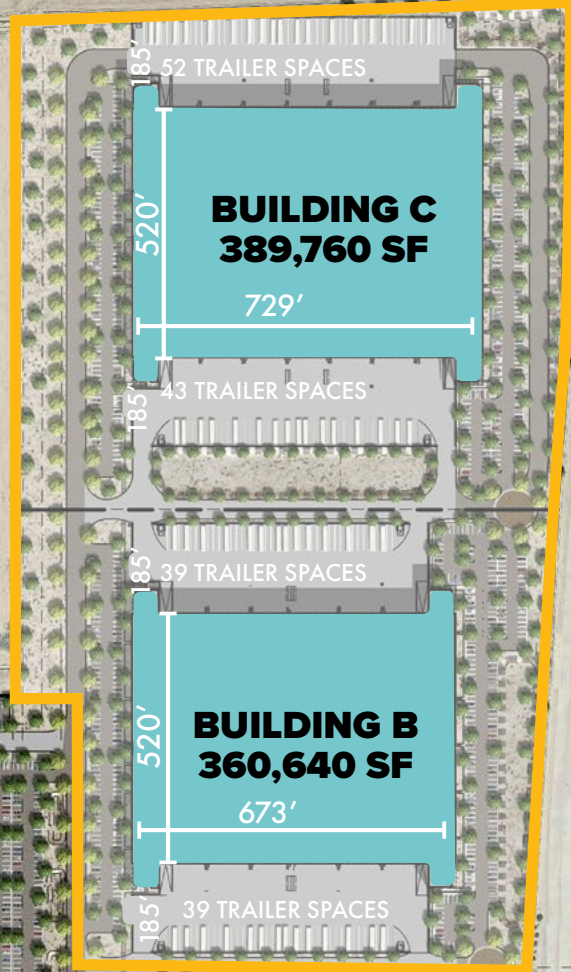 185’
52 TRAILER SPACES
520’
BUILDING C
389,760 SF
729’
185’
43 TRAILER SPACES
185’
39 TRAILER SPACES
520’
BUILDING B
360,640 SF
673’
185’
39 TRAILER SPACES